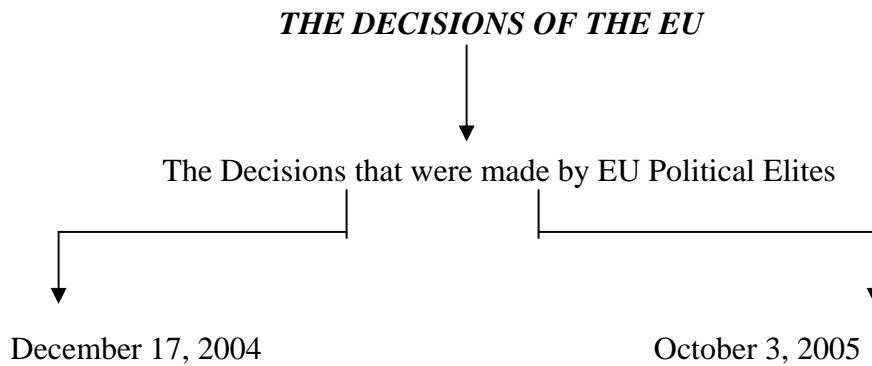 THE DECISIONS OF THE EU
The Decisions that were made by EU Political Elites
December 17, 2004 October 3, 2005